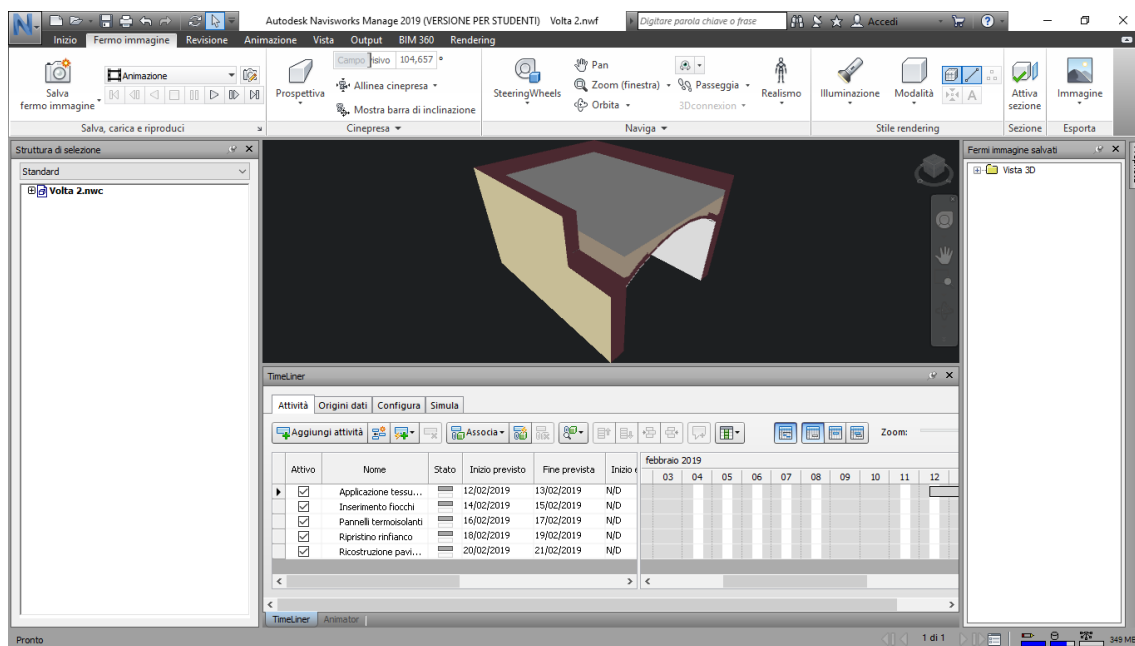 Autodesk Navisworks Manage 2019 (VERSIONE PER STUDENTI) Volta 2.nwf
Digitare parola chiave o frase
Accedi
Inizio Fermo immagine Revisione Animazione Vista Output BIM 360 Rendering
Salva
fermo immagine
Animazione
Salva, carica e riproduci
Prospettiva
Campo visivo 104,657 °
Allinea cinepresa
Mostra barra di inclinazione
Cinepresa
SteeringWheels
Pan
Zoom (finestra)
Orbita
Passeggia
3Dconnexion
Realismo
Naviga
Illuminazione
Modalità
A
Stile rendering
Attiva
sezione
Sezione
Immagine
Esporta
Struttura di selezione
Standard
Volta 2.nwc
Fermi immagine salvati
Vista 3D
TimeLiner
Attività Origini dati Configura Simula
Aggiungi attività
Associa
Zoom:
Attivo Nome Stato Inizio previsto Fine prevista Inizio e
febbraio 2019
03 04 05 06 07 08 09 10 11 12
Applicazione tessu... 12/02/2019 13/02/2019 N/D
Inserimento fiocchi 14/02/2019 15/02/2019 N/D
Pannelli termoisolanti 16/02/2019 17/02/2019 N/D
Ripristino rinfianco 18/02/2019 19/02/2019 N/D
Ricostruzione pavi... 20/02/2019 21/02/2019 N/D
TimeLiner Animator
Pronto
1 di 1
349 ME